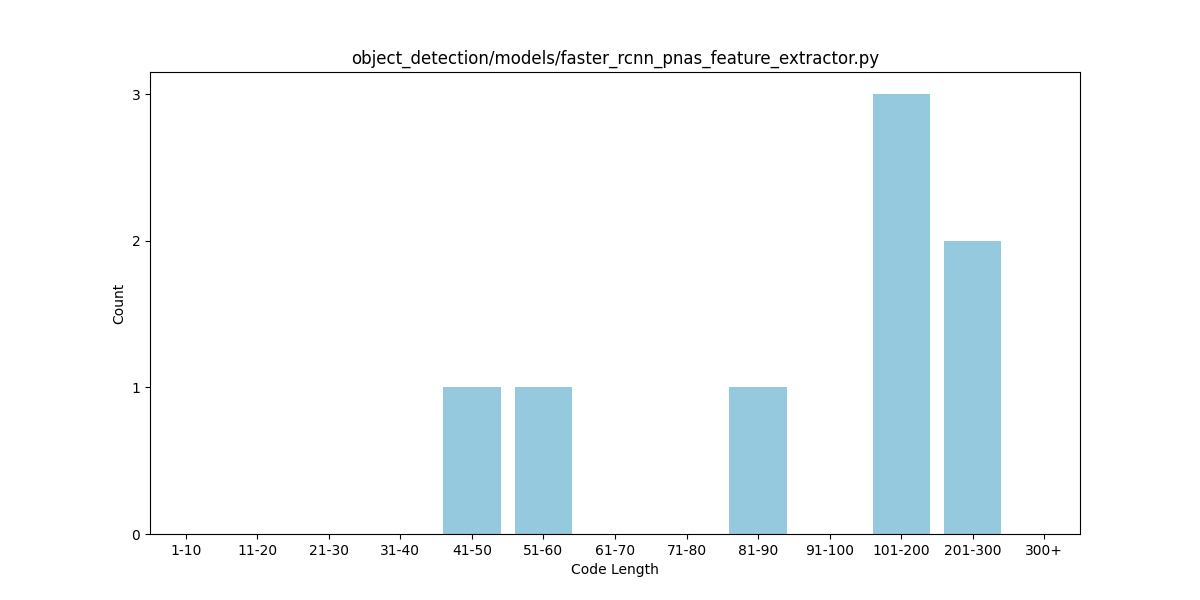 object_detection/models/faster_rcnn_pnas_feature_extractor.py
3
2
1
0
Count
1-10 11-20 21-30 31-40 41-50 51-60 61-70 71-80 81-90 91-100 101-200 201-300 300+
Code Length